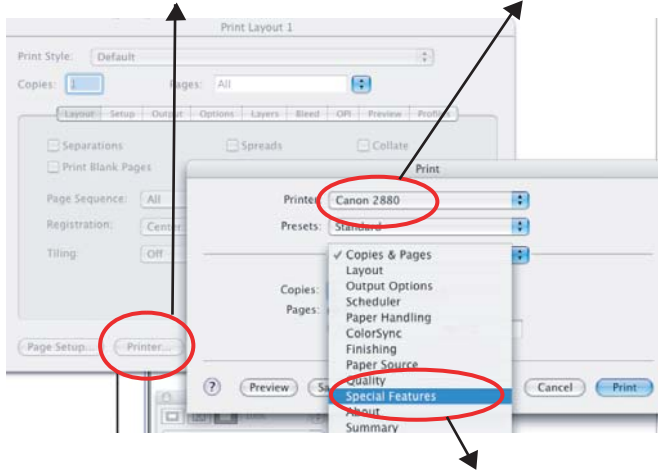 Print Layout 1
Print Style: Default
Copies: 1 Pages: All
Layout Setup Output Options Layers Bleed OPI Preview Profiles
Separations Spreads Collate
Print Blank Pages
Print
Page Sequence: All
Printer Canon 2880
Registration: Center
Presets: Standard
Tiling: Off
✓ Copies & Pages
Layout
Output Options
Scheduler
Paper Handling
ColorSync
Finishing
Paper Source
Quality
Special Features
About
Summary
Copies:
Pages:
Page Setup... Printer...
? Preview Sa Cancel Print